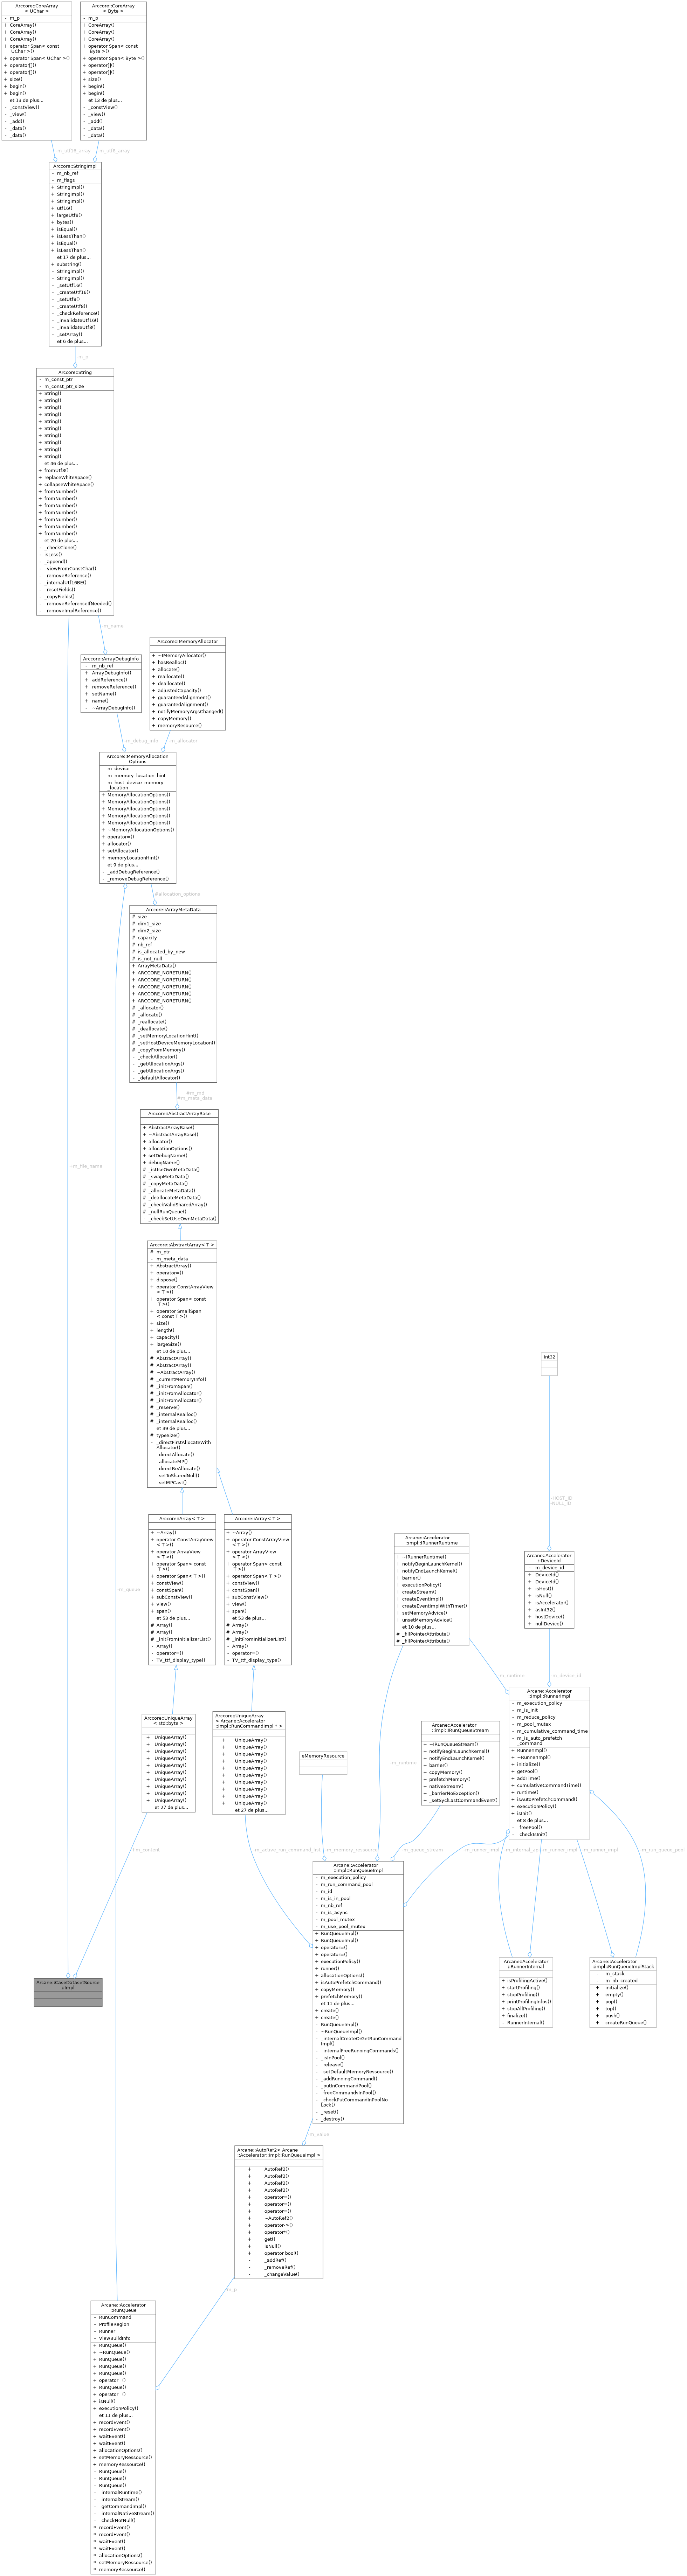 Arccore::CoreArray
< UChar >
- m_p
+ CoreArray()
+ CoreArray()
+ CoreArray()
+ operator Span< const
UChar >()
+ operator Span< UChar >()
+ operator[]()
+ operator[]()
+ size()
+ begin()
+ begin()
et 13 de plus...
- _constView()
- _view()
- _add()
- _data()
- _data()
Arccore::CoreArray
< Byte >
- m_p
+ CoreArray()
+ CoreArray()
+ CoreArray()
+ operator Span< const
Byte >()
+ operator Span< Byte >()
+ operator[]()
+ operator[]()
+ size()
+ begin()
+ begin()
et 13 de plus...
- _constView()
- _view()
- _add()
- _data()
- _data()
-m_utf16_array
-m_utf8_array
Arccore::StringImpl
- m_nb_ref
- m_flags
+ StringImpl()
+ StringImpl()
+ StringImpl()
+ utf16()
+ largeUtf8()
+ bytes()
+ isEqual()
+ isLessThan()
+ isEqual()
+ isLessThan()
et 17 de plus...
+ substring()
- StringImpl()
- StringImpl()
- _setUtf16()
- _createUtf16()
- _setUtf8()
- _createUtf8()
- _checkReference()
- _invalidateUtf16()
- _invalidateUtf8()
- _setArray()
et 6 de plus...
-m_p
Arccore::String
- m_const_ptr
- m_const_ptr_size
+ String()
+ String()
+ String()
+ String()
+ String()
+ String()
+ String()
+ String()
+ String()
+ String()
et 46 de plus...
+ fromUtf8()
+ replaceWhiteSpace()
+ collapseWhiteSpace()
+ fromNumber()
+ fromNumber()
+ fromNumber()
+ fromNumber()
+ fromNumber()
+ fromNumber()
+ fromNumber()
et 20 de plus...
- _checkClone()
- isLess()
- _append()
- _viewFromConstChar()
- _removeReference()
- _internalUtf16BE()
- _resetFields()
- _copyFields()
- _removeReferenceIfNeeded()
- _removeImplReference()
-m_name
Arccore::ArrayDebugInfo
- m_nb_ref
+ ArrayDebugInfo()
+ addReference()
+ removeReference()
+ setName()
+ name()
- ~ArrayDebugInfo()
Arccore::IMemoryAllocator
+ ~IMemoryAllocator()
+ hasRealloc()
+ allocate()
+ reallocate()
+ deallocate()
+ adjustedCapacity()
+ guaranteedAlignment()
+ guarantedAlignment()
+ notifyMemoryArgsChanged()
+ copyMemory()
+ memoryResource()
-m_debug_info
-m_allocator
Arccore::MemoryAllocation
Options
- m_device
- m_memory_location_hint
- m_host_device_memory
_location
+ MemoryAllocationOptions()
+ MemoryAllocationOptions()
+ MemoryAllocationOptions()
+ MemoryAllocationOptions()
+ MemoryAllocationOptions()
+ ~MemoryAllocationOptions()
+ operator=()
+ allocator()
+ setAllocator()
+ memoryLocationHint()
et 9 de plus...
- _addDebugReference()
- _removeDebugReference()
#allocation_options
Arccore::ArrayMetaData
# size
# dim1_size
# dim2_size
# capacity
# nb_ref
# is_allocated_by_new
# is_not_null
+ ArrayMetaData()
+ ARCCORE_NORETURN()
+ ARCCORE_NORETURN()
+ ARCCORE_NORETURN()
+ ARCCORE_NORETURN()
+ ARCCORE_NORETURN()
# _allocator()
# _allocate()
# _reallocate()
# _deallocate()
# _setMemoryLocationHint()
# _setHostDeviceMemoryLocation()
# _copyFromMemory()
- _checkAllocator()
- _getAllocationArgs()
- _getAllocationArgs()
- _defaultAllocator()
#m_md
#m_meta_data
Arccore::AbstractArrayBase
+ AbstractArrayBase()
+ ~AbstractArrayBase()
+ allocator()
+ allocationOptions()
+ setDebugName()
+ debugName()
# _isUseOwnMetaData()
# _swapMetaData()
# _copyMetaData()
# _allocateMetaData()
# _deallocateMetaData()
# _checkValidSharedArray()
# _nullRunQueue()
- _checkSetUseOwnMetaData()
+m_file_name
Arccore::AbstractArray< T >
# m_ptr
- m_meta_data
+ AbstractArray()
+ operator=()
+ dispose()
+ operator ConstArrayView
< T >()
+ operator Span< const
T >()
+ operator SmallSpan
< const T >()
+ size()
+ length()
+ capacity()
+ largeSize()
et 10 de plus...
# AbstractArray()
# AbstractArray()
# ~AbstractArray()
# _currentMemoryInfo()
# _initFromSpan()
# _initFromAllocator()
# _initFromAllocator()
# _reserve()
# _internalRealloc()
# _internalRealloc()
et 39 de plus...
# typeSize()
- _directFirstAllocateWith
Allocator()
- _directAllocate()
- _allocateMP()
- _directReAllocate()
- _setToSharedNull()
- _setMPCast()
Int32
-HOST_ID
-NULL_ID
Arccore::Array< T >
+ ~Array()
+ operator ConstArrayView
< T >()
+ operator ArrayView
< T >()
+ operator Span< const
T >()
+ operator Span< T >()
+ constView()
+ constSpan()
+ subConstView()
+ view()
+ span()
et 53 de plus...
# Array()
# Array()
# _initFromInitializerList()
- Array()
- operator=()
- TV_ttf_display_type()
Arccore::Array< T >
+ ~Array()
+ operator ConstArrayView
< T >()
+ operator ArrayView
< T >()
+ operator Span< const
T >()
+ operator Span< T >()
+ constView()
+ constSpan()
+ subConstView()
+ view()
+ span()
et 53 de plus...
# Array()
# Array()
# _initFromInitializerList()
- Array()
- operator=()
- TV_ttf_display_type()
Arcane::Accelerator
::impl::IRunnerRuntime
+ ~IRunnerRuntime()
+ notifyBeginLaunchKernel()
+ notifyEndLaunchKernel()
+ barrier()
+ executionPolicy()
+ createStream()
+ createEventImpl()
+ createEventImplWithTimer()
+ setMemoryAdvice()
+ unsetMemoryAdvice()
et 10 de plus...
# _fillPointerAttribute()
# _fillPointerAttribute()
Arcane::Accelerator
::DeviceId
- m_device_id
+ DeviceId()
+ DeviceId()
+ isHost()
+ isNull()
+ isAccelerator()
+ asInt32()
+ hostDevice()
+ nullDevice()
-m_queue
-m_runtime
-m_device_id
Arccore::UniqueArray
< std::byte >
+ UniqueArray()
+ UniqueArray()
+ UniqueArray()
+ UniqueArray()
+ UniqueArray()
+ UniqueArray()
+ UniqueArray()
+ UniqueArray()
+ UniqueArray()
+ UniqueArray()
et 27 de plus...
Arccore::UniqueArray
< Arcane::Accelerator
::impl::RunCommandImpl * >
+ UniqueArray()
+ UniqueArray()
+ UniqueArray()
+ UniqueArray()
+ UniqueArray()
+ UniqueArray()
+ UniqueArray()
+ UniqueArray()
+ UniqueArray()
+ UniqueArray()
et 27 de plus...
eMemoryResource
Arcane::Accelerator
::impl::IRunQueueStream
+ ~IRunQueueStream()
+ notifyBeginLaunchKernel()
+ notifyEndLaunchKernel()
+ barrier()
+ copyMemory()
+ prefetchMemory()
+ nativeStream()
+ _barrierNoException()
+ _setSyclLastCommandEvent()
Arcane::Accelerator
::impl::RunnerImpl
- m_execution_policy
- m_is_init
- m_reduce_policy
- m_pool_mutex
- m_cumulative_command_time
- m_is_auto_prefetch
_command
+ RunnerImpl()
+ ~RunnerImpl()
+ initialize()
+ getPool()
+ addTime()
+ cumulativeCommandTime()
+ runtime()
+ isAutoPrefetchCommand()
+ executionPolicy()
+ isInit()
et 8 de plus...
- _freePool()
- _checkIsInit()
-m_runtime
+m_content
-m_active_run_command_list
-m_memory_ressource
-m_queue_stream
-m_runner_impl
-m_internal_api
-m_runner_impl
-m_runner_impl
-m_run_queue_pool
Arcane::Accelerator
::impl::RunQueueImpl
- m_execution_policy
- m_run_command_pool
- m_id
- m_is_in_pool
- m_nb_ref
- m_is_async
- m_pool_mutex
- m_use_pool_mutex
+ RunQueueImpl()
+ RunQueueImpl()
+ operator=()
+ operator=()
+ executionPolicy()
+ runner()
+ allocationOptions()
+ isAutoPrefetchCommand()
+ copyMemory()
+ prefetchMemory()
et 11 de plus...
+ create()
+ create()
- RunQueueImpl()
- ~RunQueueImpl()
- _internalCreateOrGetRunCommand
Impl()
- _internalFreeRunningCommands()
- _isInPool()
- _release()
- _setDefaultMemoryRessource()
- _addRunningCommand()
- _putInCommandPool()
- _freeCommandsInPool()
- _checkPutCommandInPoolNo
Lock()
- _reset()
- _destroy()
Arcane::Accelerator
::RunnerInternal
+ isProfilingActive()
+ startProfiling()
+ stopProfiling()
+ printProfilingInfos()
+ stopAllProfiling()
+ finalize()
- RunnerInternal()
Arcane::Accelerator
::impl::RunQueueImplStack
- m_stack
- m_nb_created
+ initialize()
+ empty()
+ pop()
+ top()
+ push()
+ createRunQueue()
Arcane::CaseDatasetSource
::Impl
-m_value
Arcane::AutoRef2< Arcane
::Accelerator::impl::RunQueueImpl >
+ AutoRef2()
+ AutoRef2()
+ AutoRef2()
+ AutoRef2()
+ operator=()
+ operator=()
+ operator=()
+ ~AutoRef2()
+ operator->()
+ operator*()
+ get()
+ isNull()
+ operator bool()
- _addRef()
- _removeRef()
- _changeValue()
-m_p
Arcane::Accelerator
::RunQueue
- RunCommand
- ProfileRegion
- Runner
- ViewBuildInfo
+ RunQueue()
+ ~RunQueue()
+ RunQueue()
+ RunQueue()
+ RunQueue()
+ operator=()
+ RunQueue()
+ operator=()
+ isNull()
+ executionPolicy()
et 11 de plus...
+ recordEvent()
+ recordEvent()
+ waitEvent()
+ waitEvent()
+ allocationOptions()
+ setMemoryRessource()
+ memoryRessource()
- RunQueue()
- RunQueue()
- RunQueue()
- _internalRuntime()
- _internalStream()
- _getCommandImpl()
- _internalNativeStream()
- _checkNotNull()
* recordEvent()
* recordEvent()
* waitEvent()
* waitEvent()
* allocationOptions()
* setMemoryRessource()
* memoryRessource()